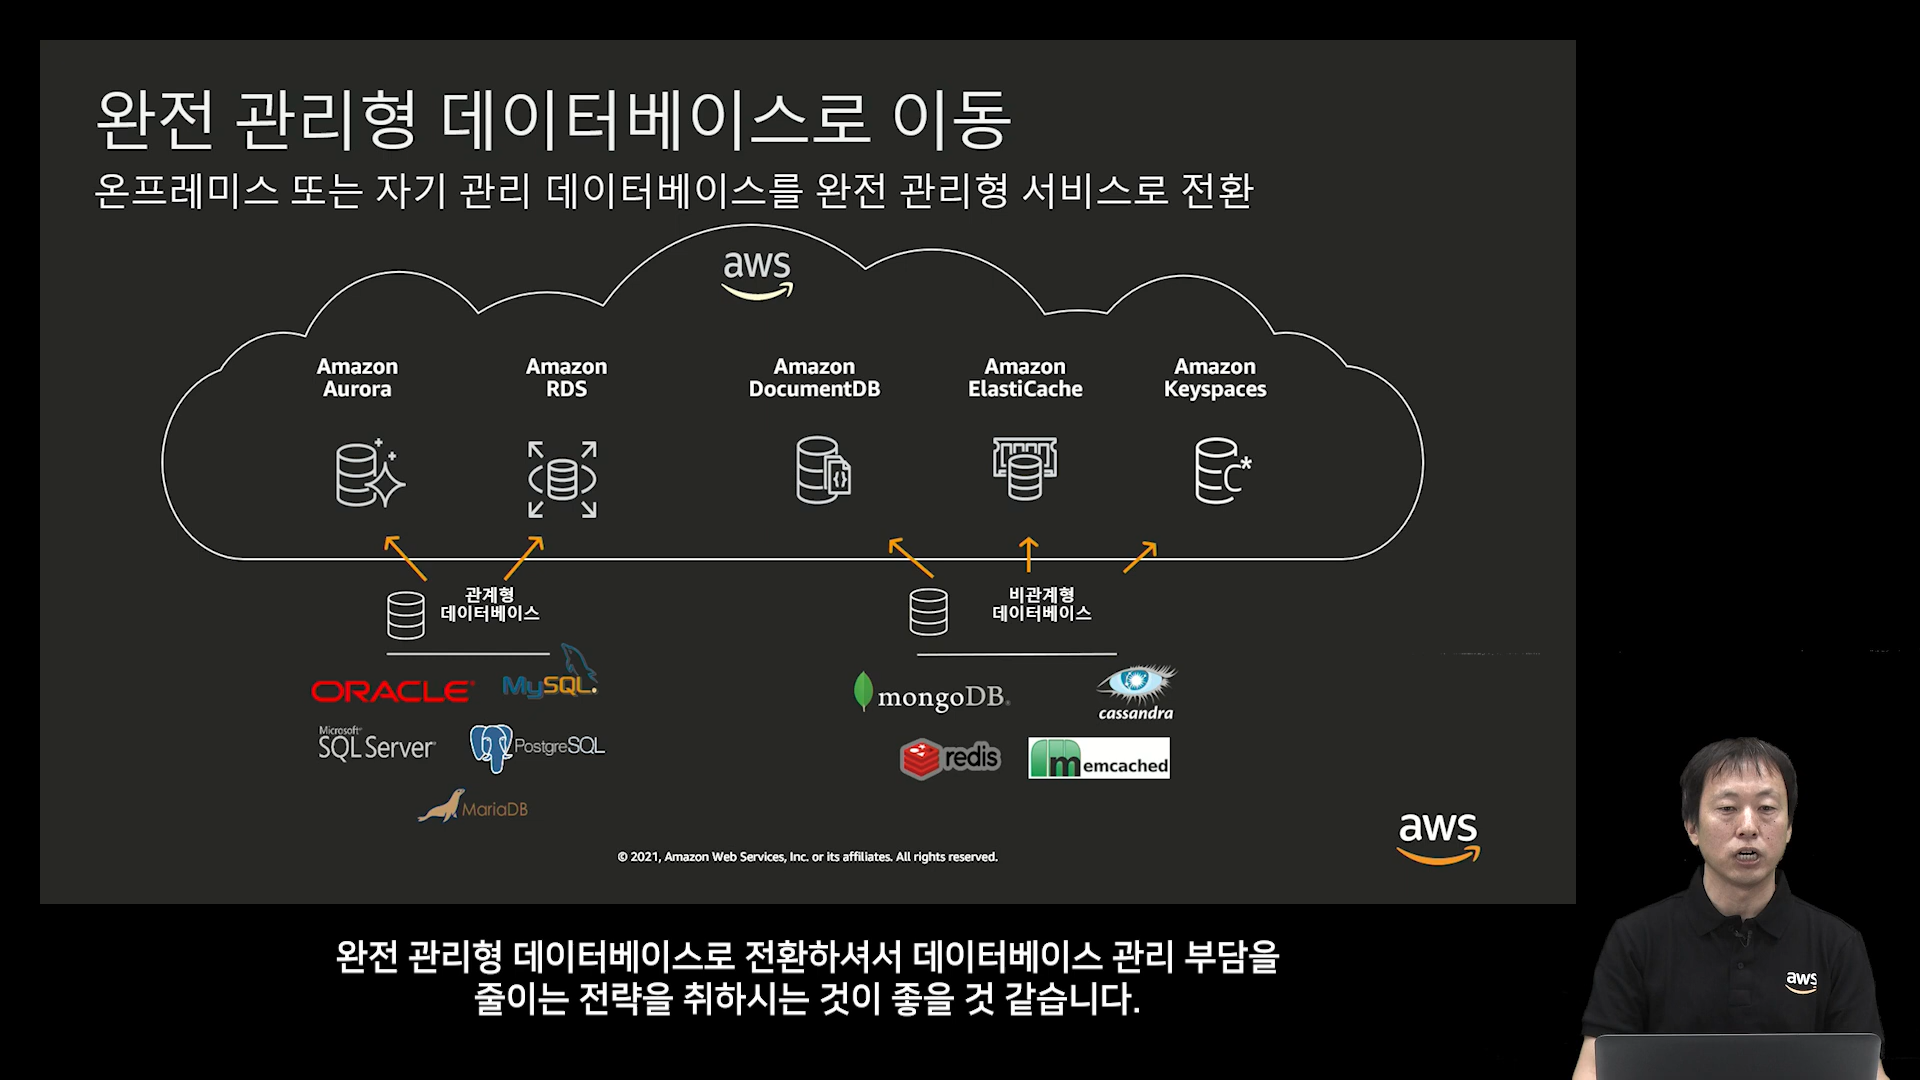 완전 관리형 데이터베이스로 이동
온프레미스 또는 자기 관리 데이터베이스를 완전 관리형 서비스로 전환
aws
Amazon
Aurora
Amazon
RDS
Amazon
DocumentDB
Amazon
ElastiCache
Amazon
Keyspaces
C*
관계형
데이터베이스
비관계형
데이터베이스
ORACLE®
MySQL®
Microsoft®
SQL Server®
PostgreSQL
MariaDB
mongoDB®
cassandra
redis
memcached
aws
© 2021, Amazon Web Services, Inc. or its affiliates. All rights reserved.
aws
완전 관리형 데이터베이스로 전환하셔서 데이터베이스 관리 부담을
줄이는 전략을 취하시는 것이 좋을 것 같습니다.